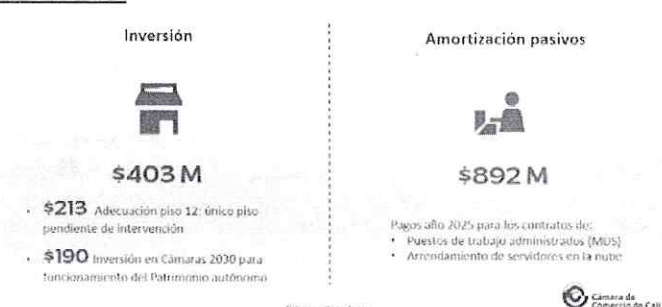 Inversión
$403 M
• $213 Adecuación piso 12: único piso
pendiente de intervención
• $190 Inversión en Cámaras 2030 para
funcionamiento del Patrimonio autónomo
Amortización pasivos
$892 M
Pagos año 2025 para los contratos de:
• Puestos de trabajo administrados (MDS)
• Arrendamiento de servidores en la nube
Cámara de
Comercio de Cali